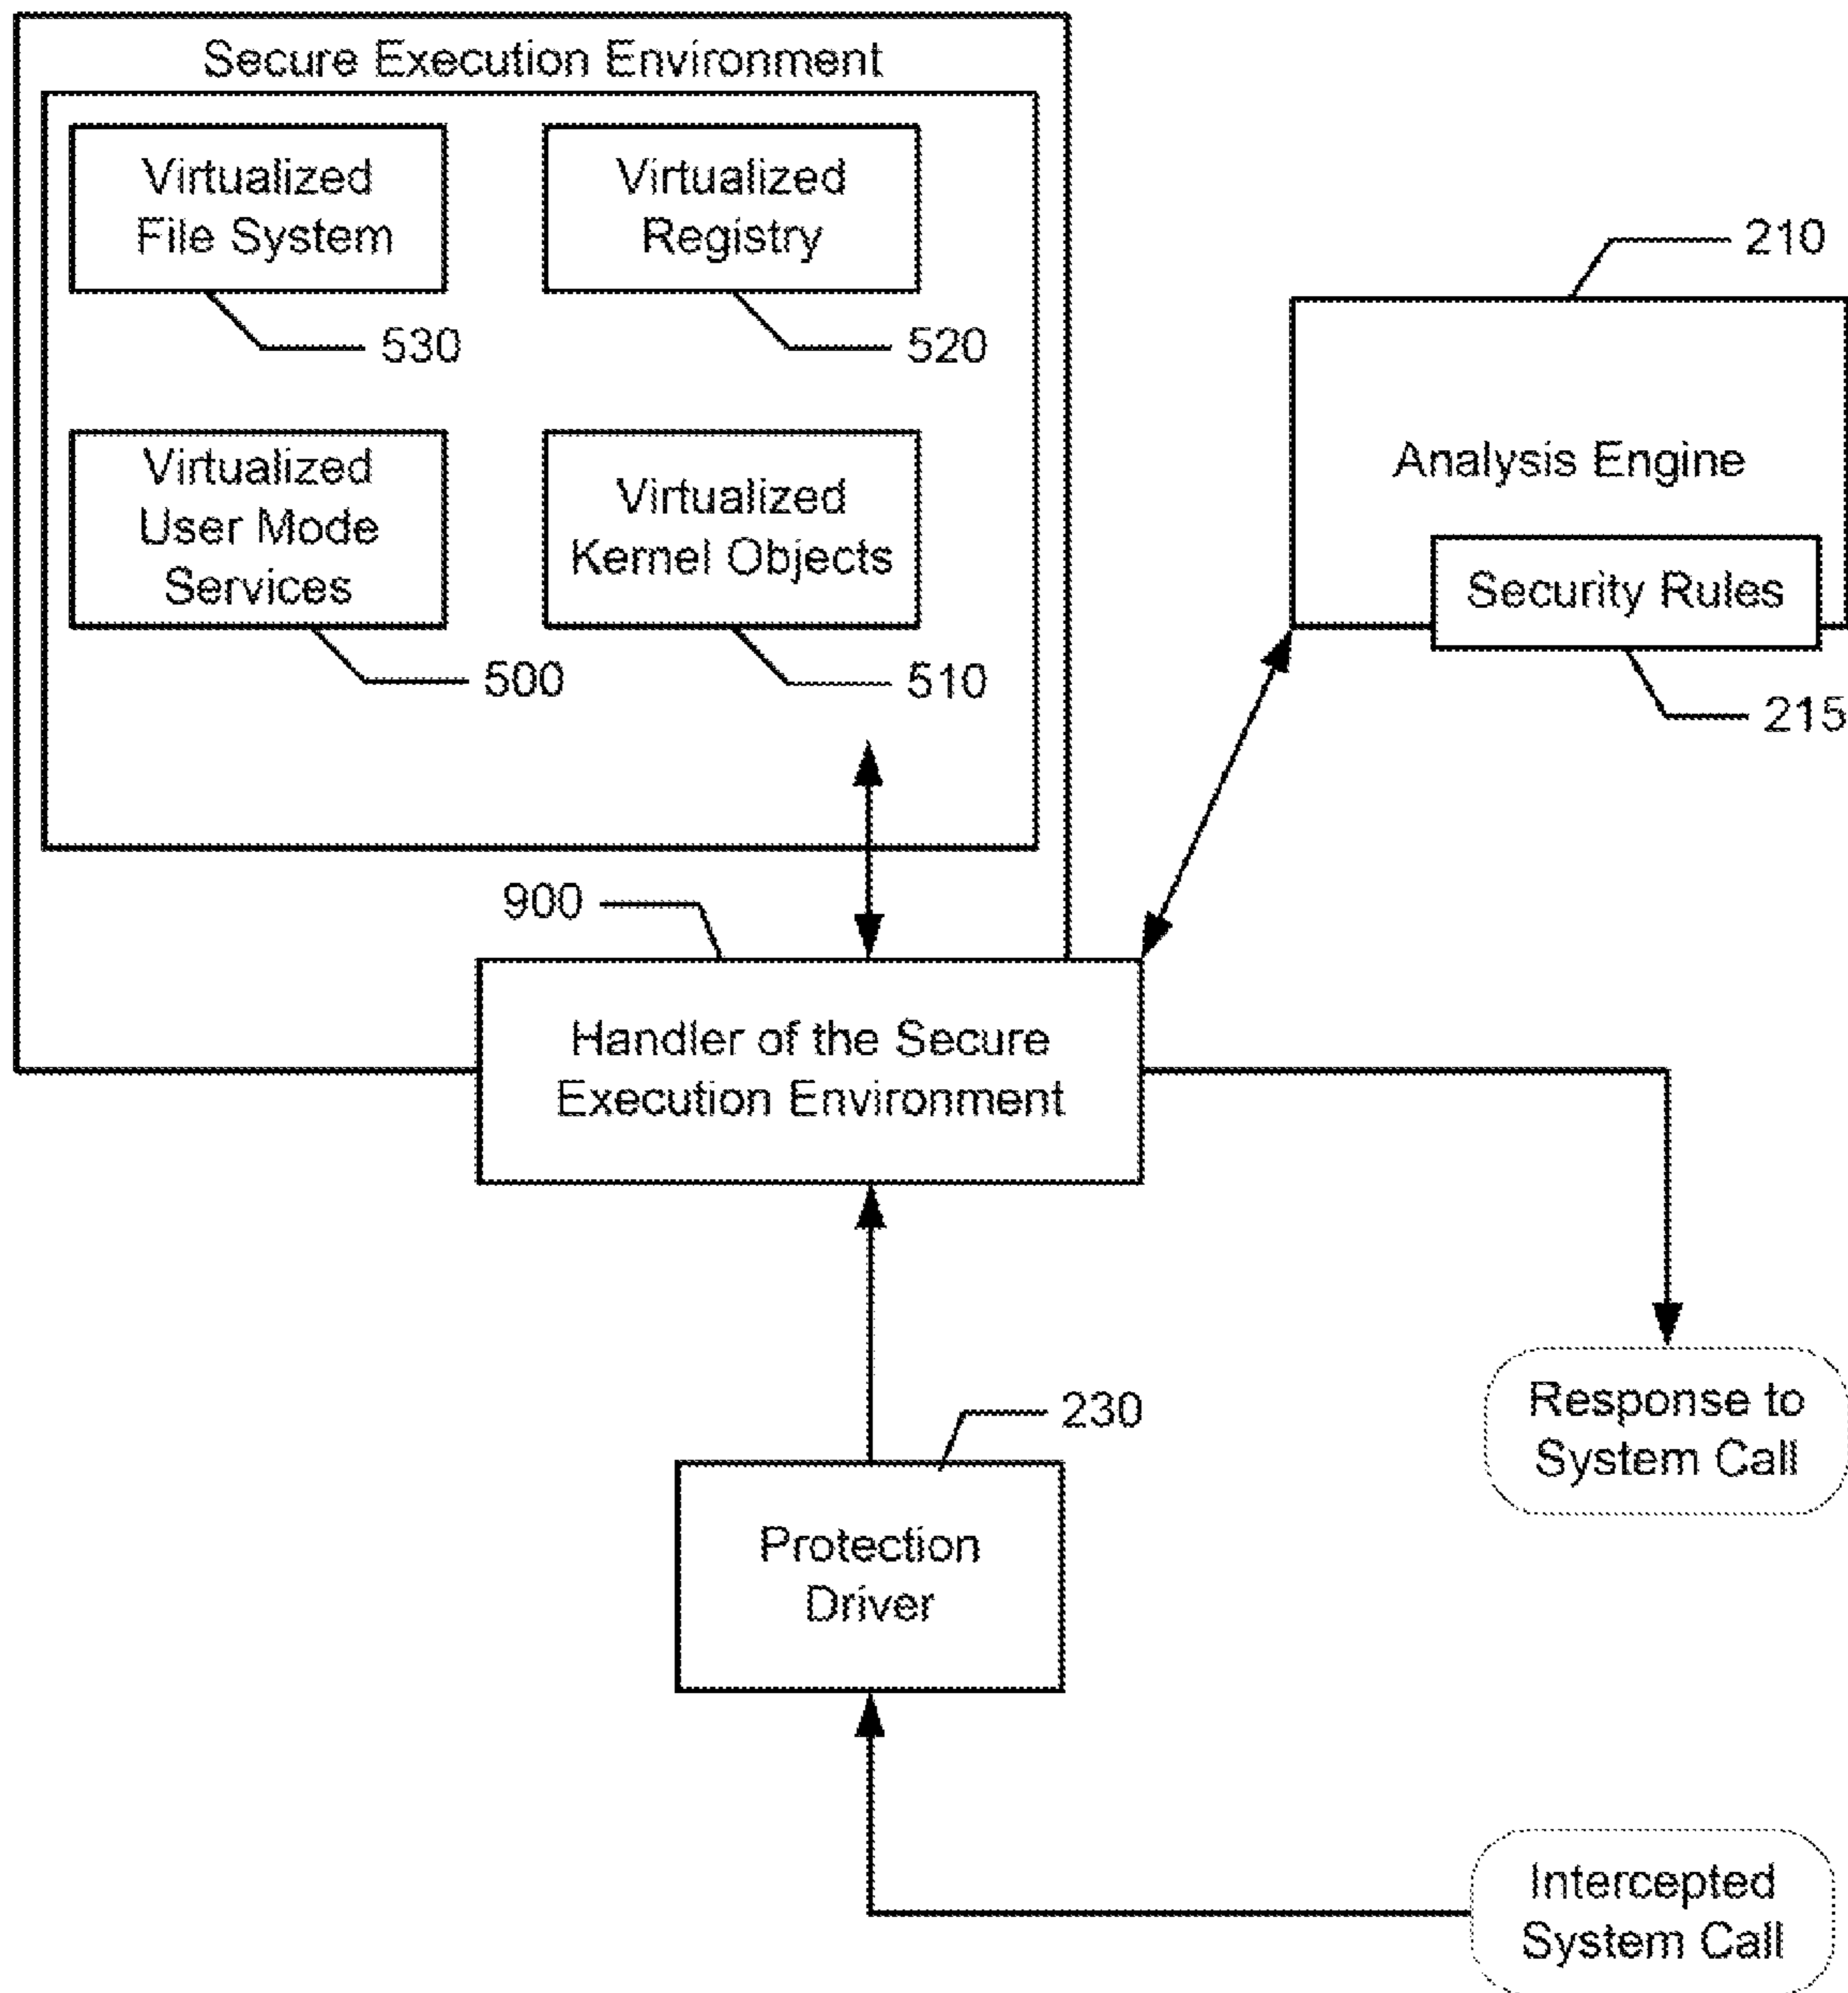 Secure Execution Environment
Virtualized
File System
530
Virtualized
Registry
520
Virtualized
User Mode
Services
500
Virtualized
Kernel Objects
510
210
Analysis Engine
Security Rules
215
900
Handler of the Secure
Execution Environment
230
Protection
Driver
Response to
System Call
Intercepted
System Call